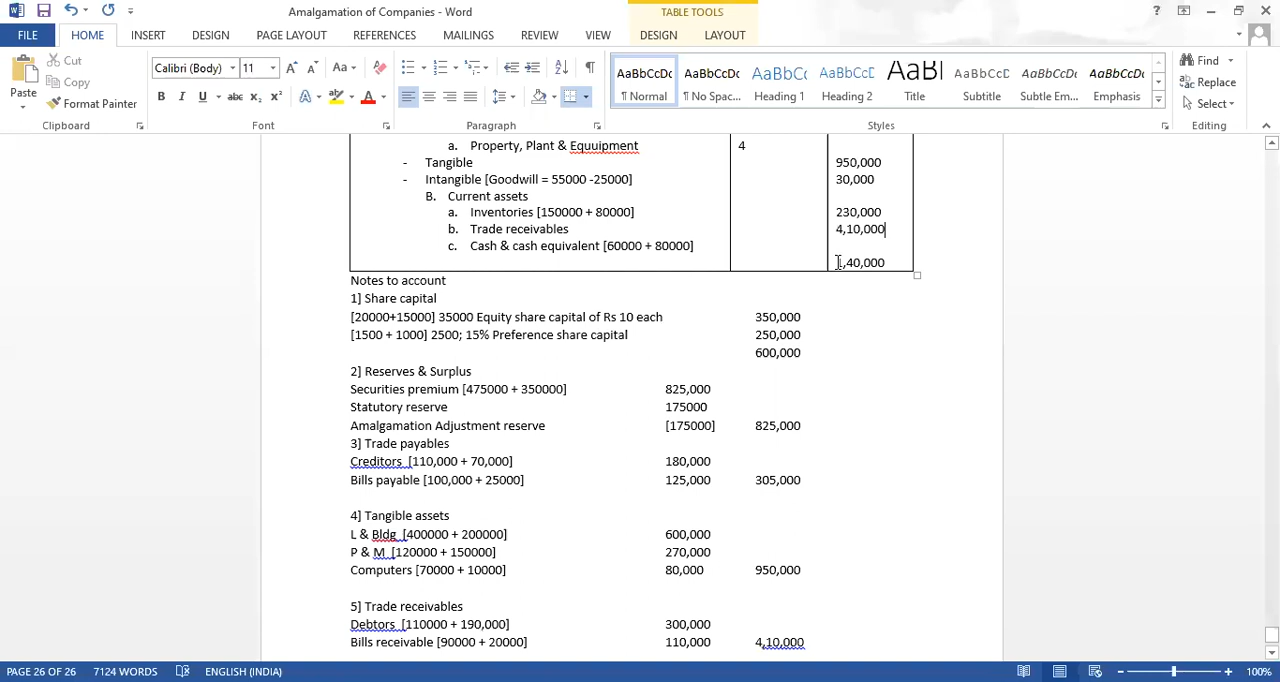 Amalgamation of Companies - Word
TABLE TOOLS
FILE HOME INSERT DESIGN PAGE LAYOUT REFERENCES MAILINGS REVIEW VIEW DESIGN LAYOUT
Paste
Cut
Copy
Format Painter
Calibri (Body) 11
AaBbCcDc AaBbCcDc AaBbCc AaBbCcD AaBl AaBbCcD AaBbCcDc AaBbCcDc
¶ Normal ¶ No Spac... Heading 1 Heading 2 Title Subtitle Subtle Em... Emphasis
Find
Replace
Select
Clipboard Font Paragraph Styles Editing
a. Property, Plant & Equuipment 4
- Tangible 950,000
- Intangible [Goodwill = 55000 -25000] 30,000
B. Current assets
a. Inventories [150000 + 80000] 230,000
b. Trade receivables 4,10,000
c. Cash & cash equivalent [60000 + 80000]
1,40,000
Notes to account
1] Share capital
[20000+15000] 35000 Equity share capital of Rs 10 each 350,000
[1500 + 1000] 2500; 15% Preference share capital 250,000
600,000
2] Reserves & Surplus
Securities premium [475000 + 350000] 825,000
Statutory reserve 175000
Amalgamation Adjustment reserve [175000] 825,000
3] Trade payables
Creditors [110,000 + 70,000] 180,000
Bills payable [100,000 + 25000] 125,000 305,000
4] Tangible assets
L & Bldg [400000 + 200000] 600,000
P & M [120000 + 150000] 270,000
Computers [70000 + 10000] 80,000 950,000
5] Trade receivables
Debtors [110000 + 190,000] 300,000
Bills receivable [90000 + 20000] 110,000 4,10,000
PAGE 26 OF 26 7124 WORDS ENGLISH (INDIA) 100%